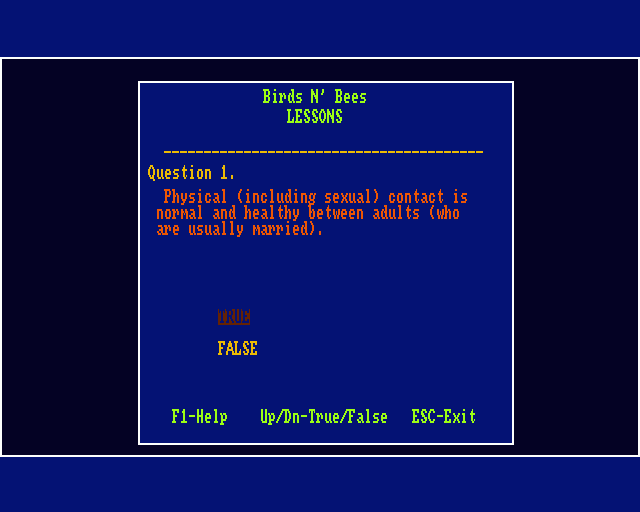 Birds N' Bees
LESSONS
Question 1.
Physical (including sexual) contact is
normal and healthy between adults (who
are usually married).
TRUE
FALSE
F1-Help    Up/Dn-True/False    ESC-Exit